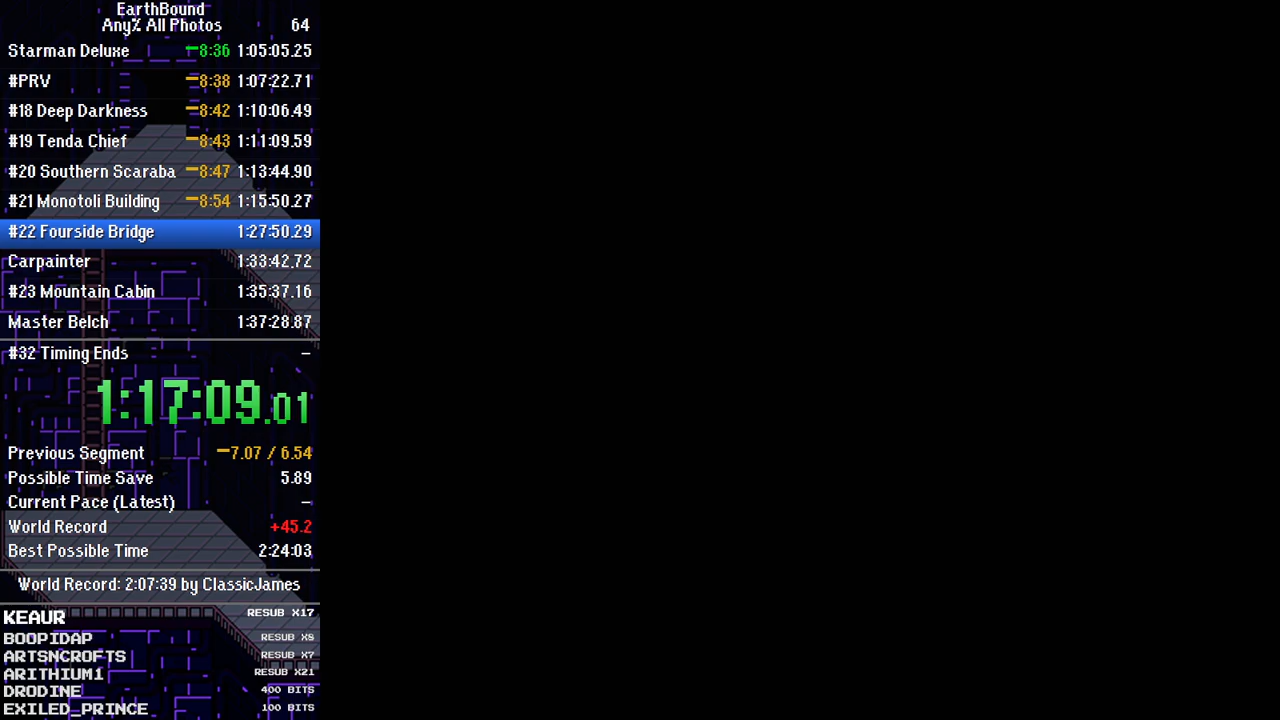 EarthBound
Any% All Photos 64
Starman Deluxe −8:36 1:05:05.25
#PRV −8:38 1:07:22.71
#18 Deep Darkness −8:42 1:10:06.49
#19 Tenda Chief −8:43 1:11:09.59
#20 Southern Scaraba −8:47 1:13:44.90
#21 Monotoli Building −8:54 1:15:50.27
#22 Fourside Bridge 1:27:50.29
Carpainter 1:33:42.72
#23 Mountain Cabin 1:35:37.16
Master Belch 1:37:28.87
#32 Timing Ends –
1:17:09.01
Previous Segment −7.07 / 6.54
Possible Time Save 5.89
Current Pace (Latest) –
World Record +45.2
Best Possible Time 2:24:03
World Record: 2:07:39 by ClassicJames
KEAUR RESUB X17
BOOPIDAP RESUB X8
ARTSNCROFTS RESUB X7
ARITHIUM1 RESUB X21
DRODINE 400 BITS
EXILED_PRINCE 100 BITS